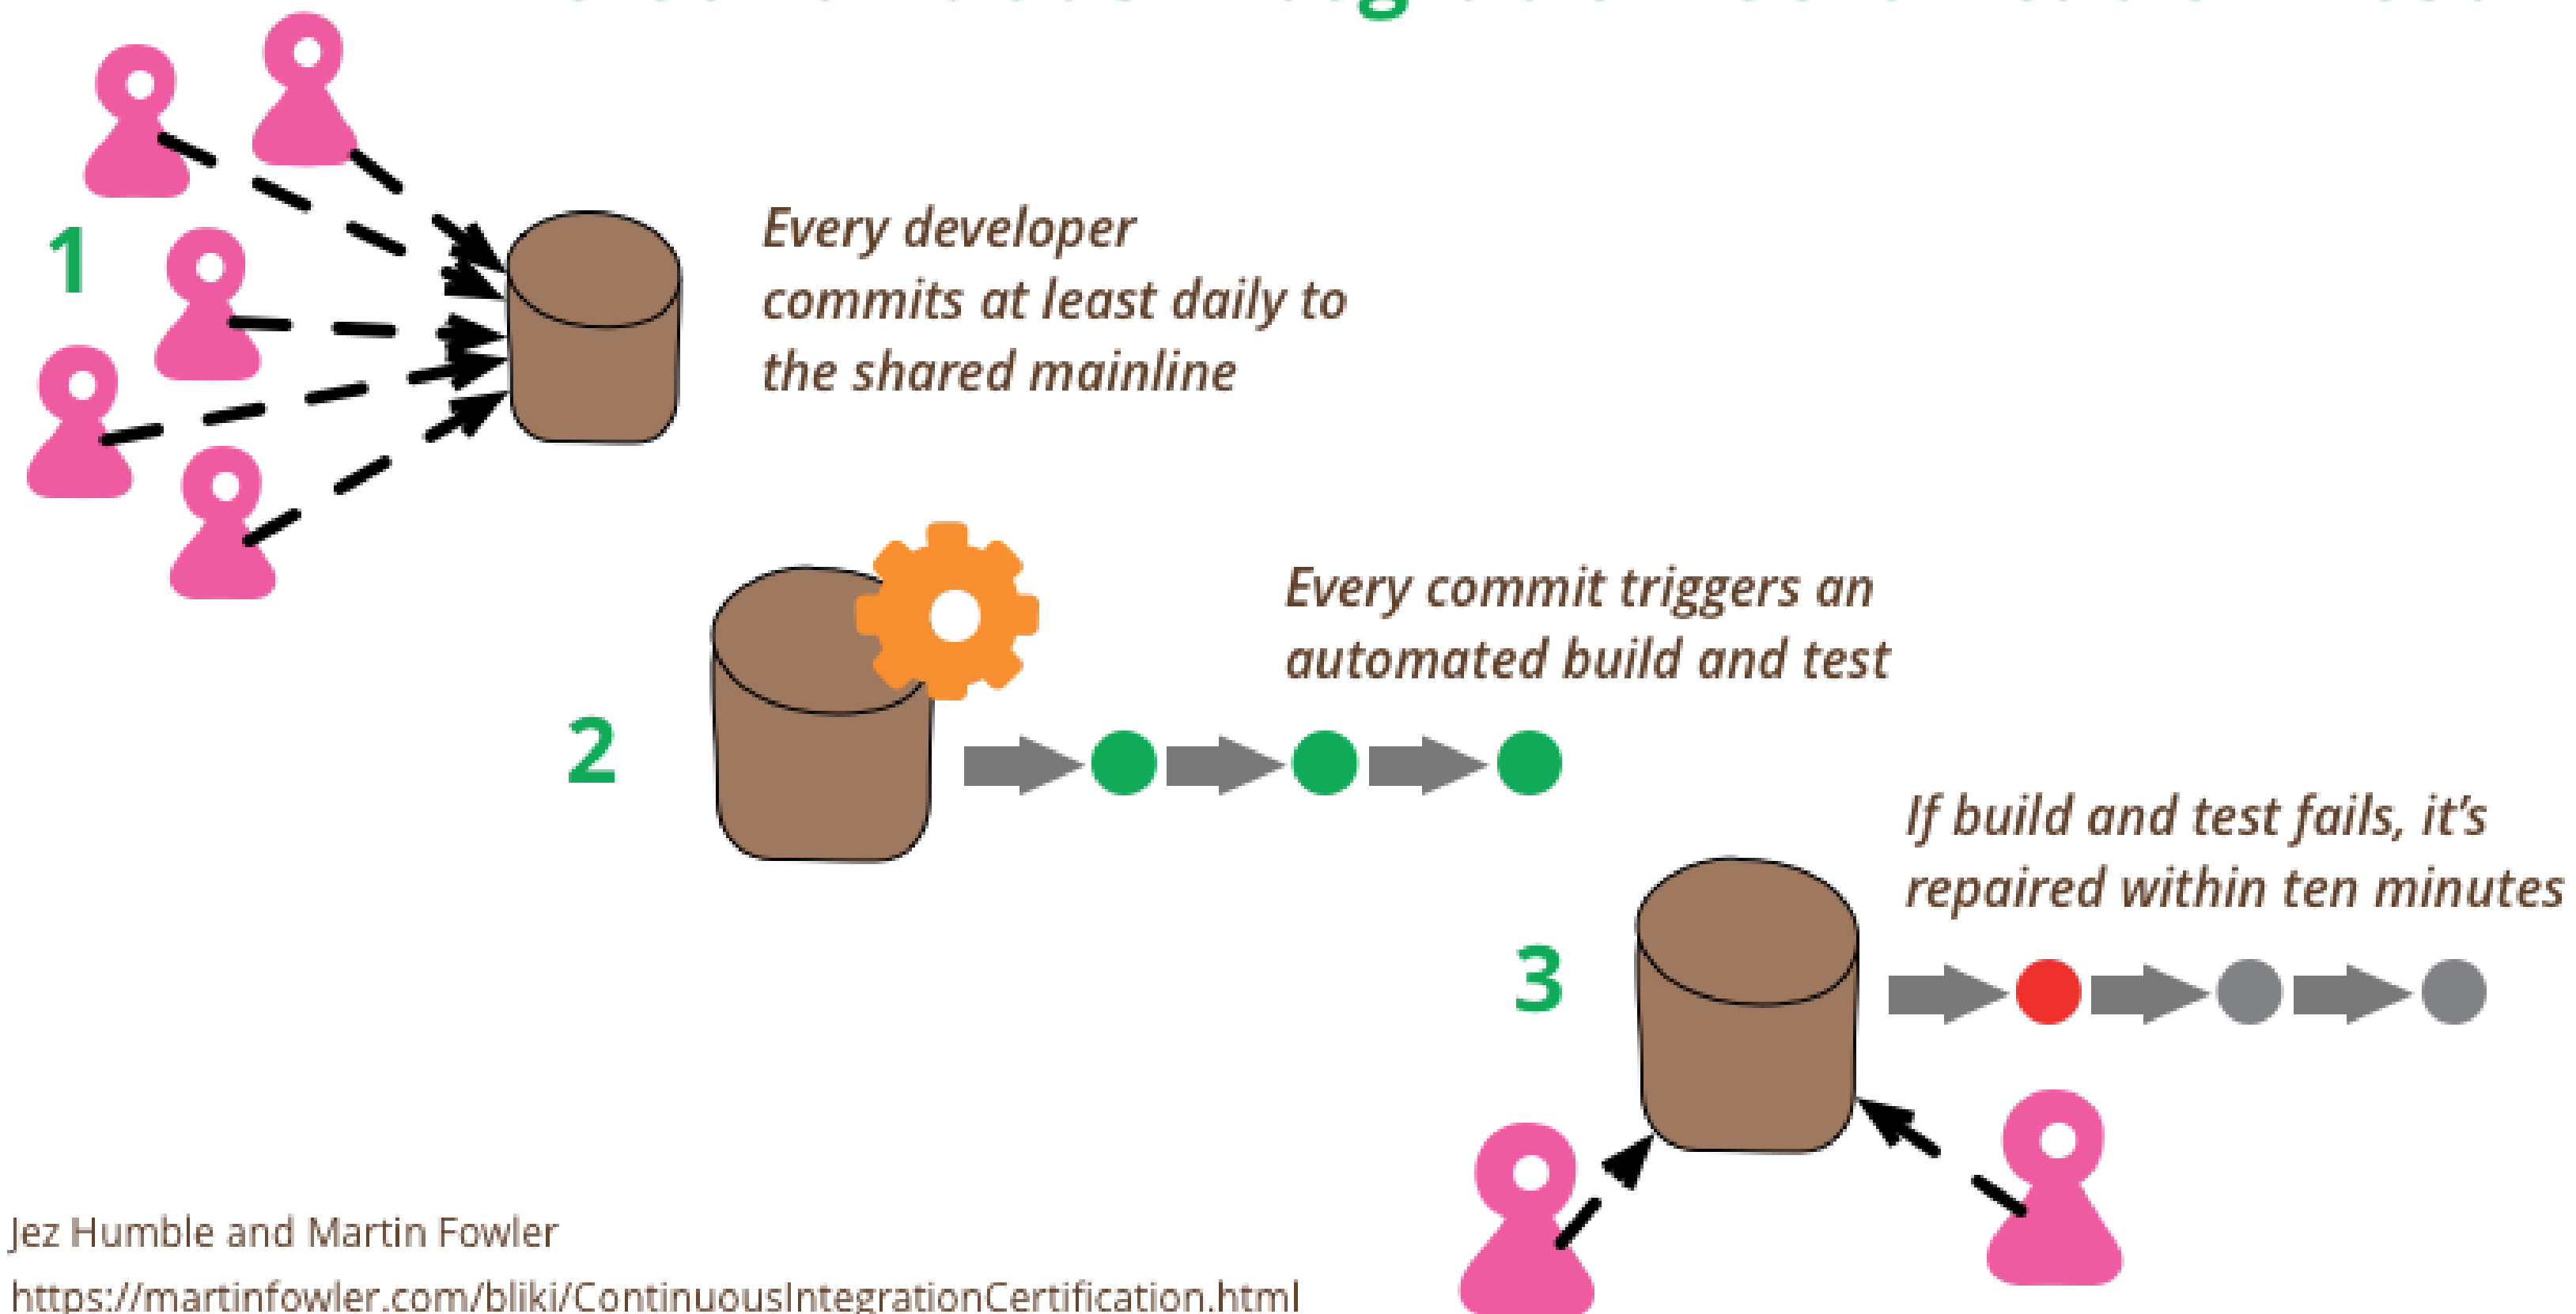 1
Every developer
commits at least daily to
the shared mainline
2
Every commit triggers an
automated build and test
3
If build and test fails, it's
repaired within ten minutes
Jez Humble and Martin Fowler
https://martinfowler.com/bliki/ContinuousIntegrationCertification.html